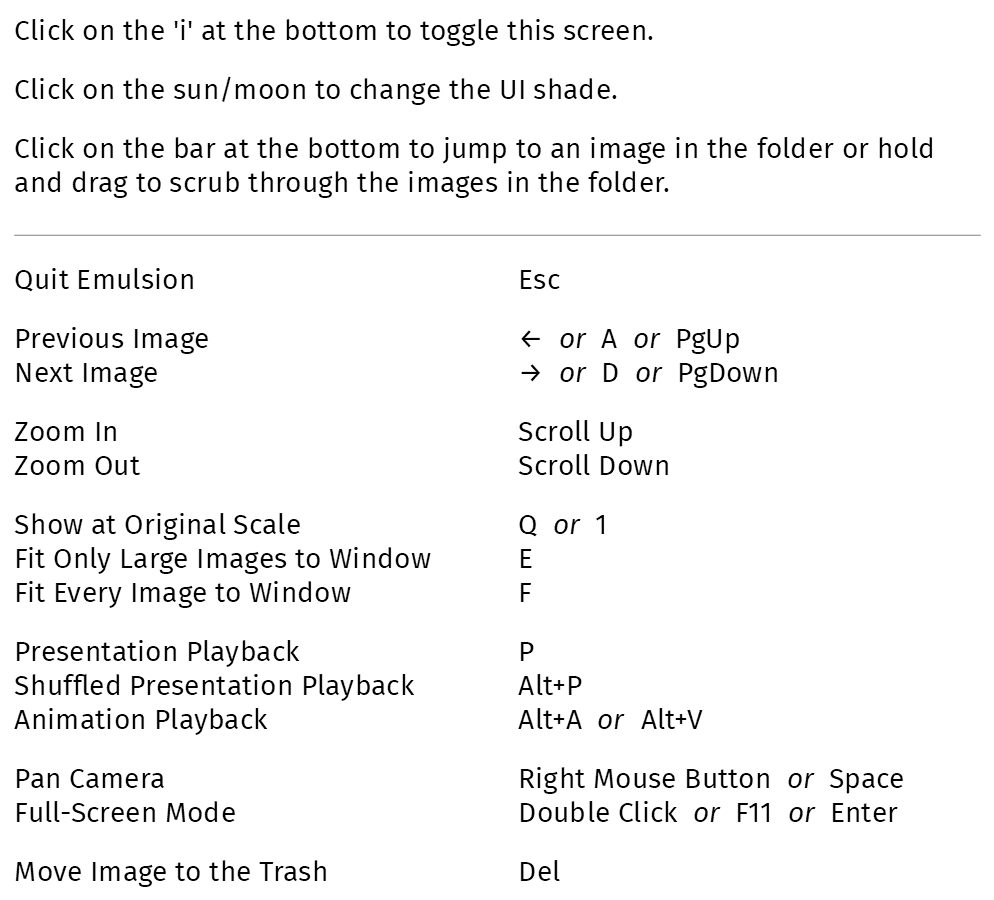 Click on the 'i' at the bottom to toggle this screen.
Click on the sun/moon to change the UI shade.
Click on the bar at the bottom to jump to an image in the folder or hold
and drag to scrub through the images in the folder.
Quit Emulsion Esc
Previous Image ← or A or PgUp
Next Image → or D or PgDown
Zoom In Scroll Up
Zoom Out Scroll Down
Show at Original Scale Q or 1
Fit Only Large Images to Window E
Fit Every Image to Window F
Presentation Playback P
Shuffled Presentation Playback Alt+P
Animation Playback Alt+A or Alt+V
Pan Camera Right Mouse Button or Space
Full-Screen Mode Double Click or F11 or Enter
Move Image to the Trash Del